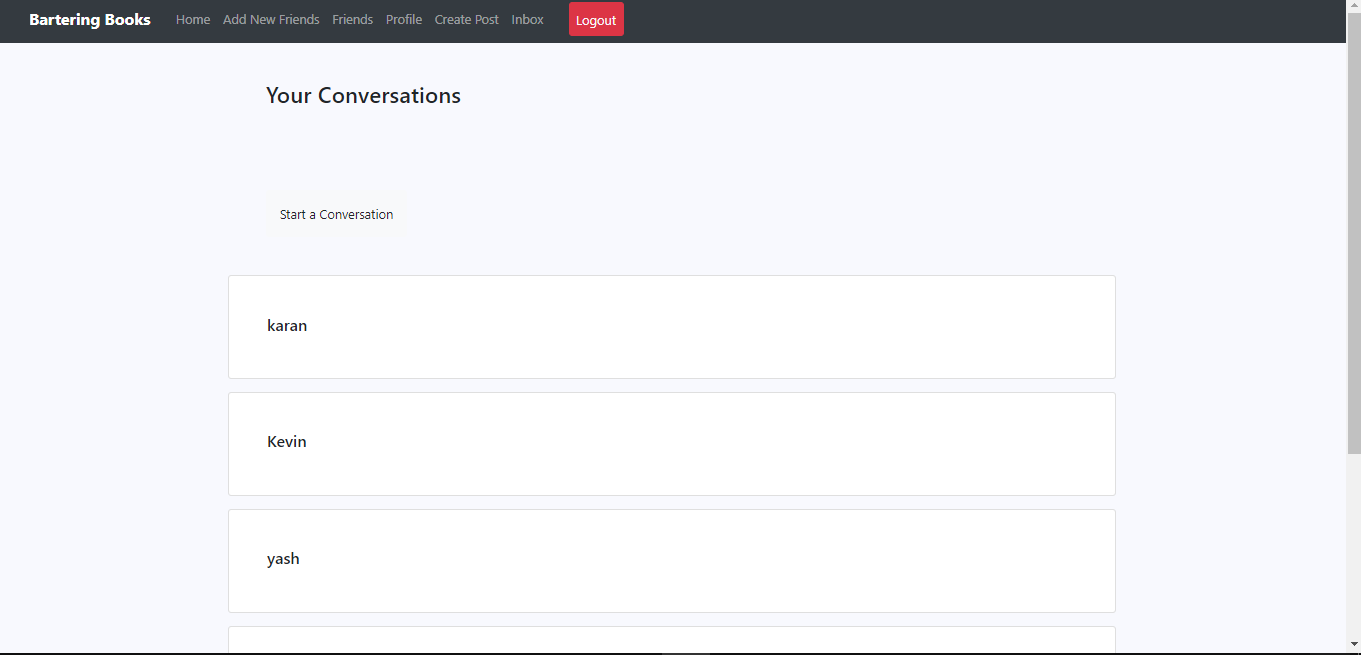 Bartering Books Home Add New Friends Friends Profile Create Post Inbox Logout
Your Conversations
Start a Conversation
karan
Kevin
yash